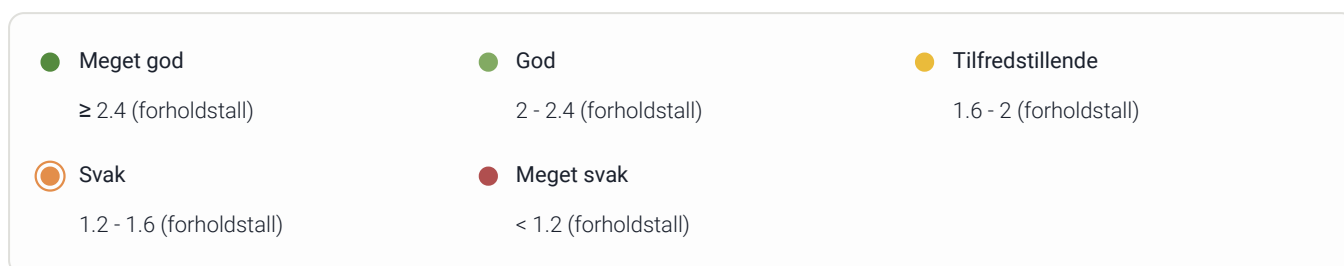 Meget god
≥ 2.4 (forholdstall)
God
2 - 2.4 (forholdstall)
Tilfredstillende
1.6 - 2 (forholdstall)
Svak
1.2 - 1.6 (forholdstall)
Meget svak
< 1.2 (forholdstall)